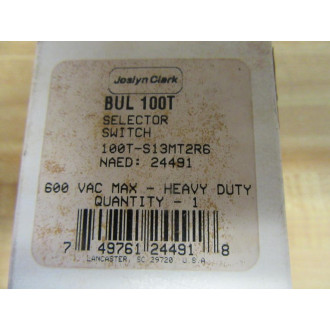 Joslyn Clark
BUL 100T
SELECTOR
SWITCH
100T-S13MT2R6
NAED: 24491
600 VAC MAX - HEAVY DUTY
QUANTITY - 1
7 49761 24491 8
LANCASTER, SC 29720 U.S.A.